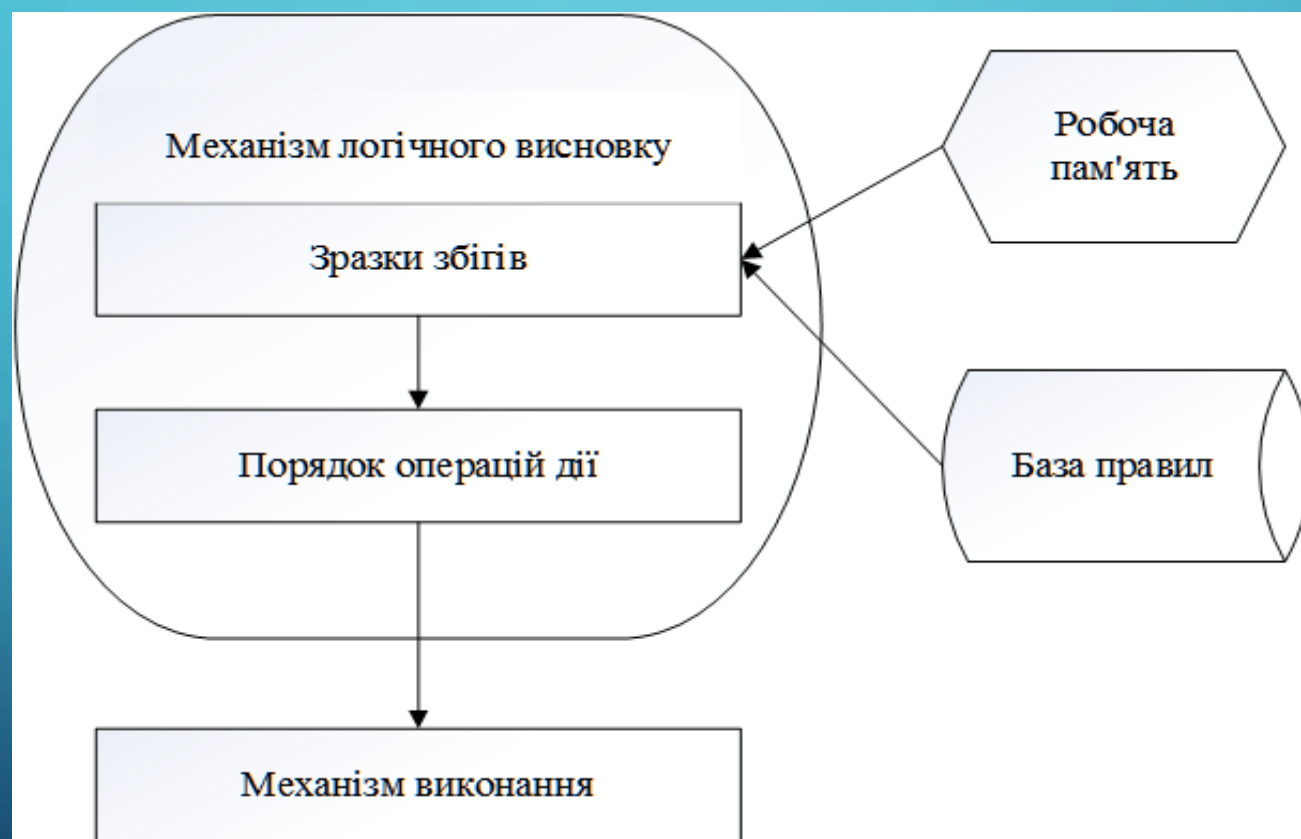 Механізм логічного висновку
Зразки збігів
Порядок операцій дії
Механізм виконання
Робоча
пам'ять
База правил